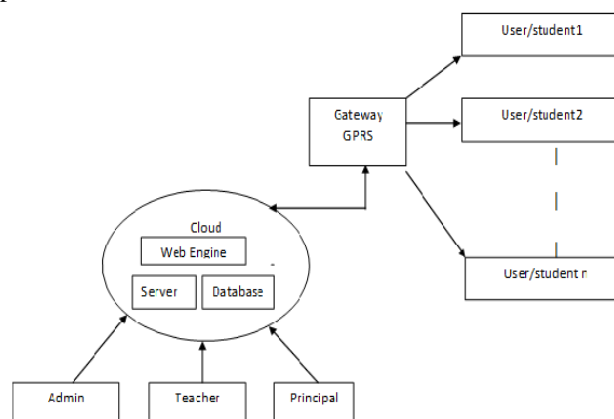 User/student1
Gateway
GPRS
User/student2
Cloud
Web Engine
Server
Database
User/student n
Admin
Teacher
Principal